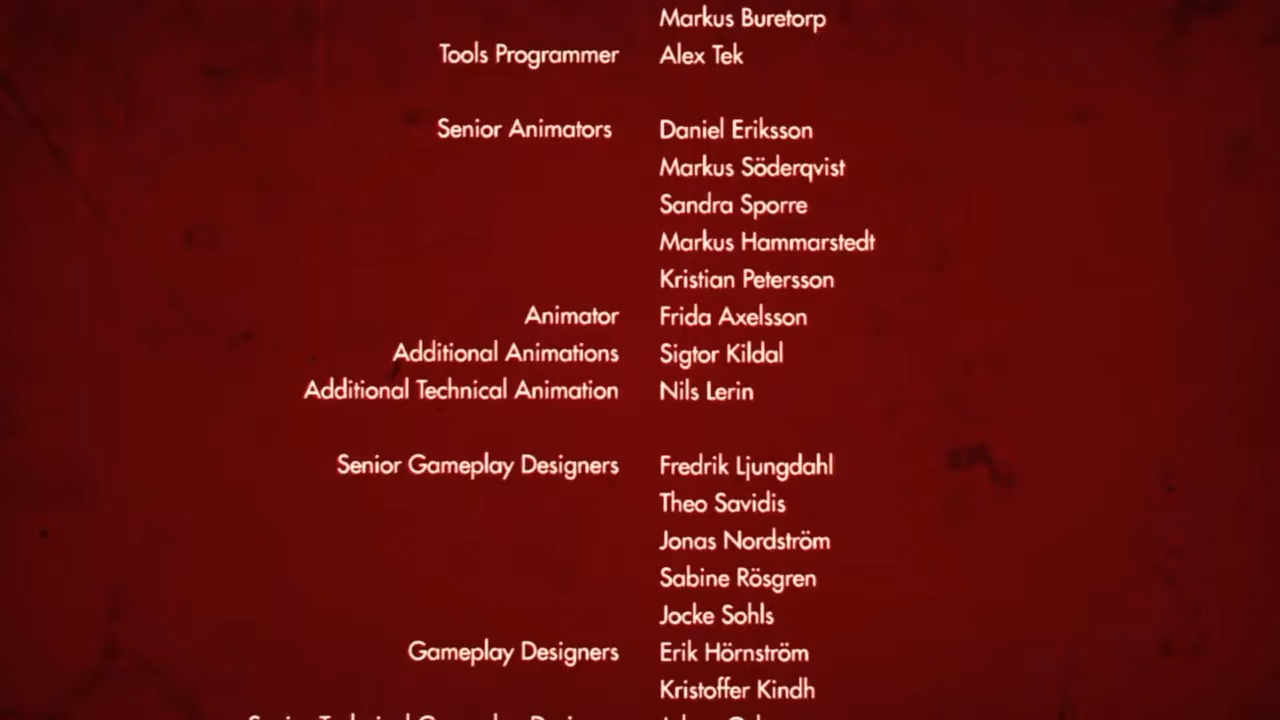 Markus Buretorp
Tools Programmer Alex Tek
Senior Animators Daniel Eriksson
Markus Söderqvist
Sandra Sporre
Markus Hammarstedt
Kristian Petersson
Animator Frida Axelsson
Additional Animations Sigtor Kildal
Additional Technical Animation Nils Lerin
Senior Gameplay Designers Fredrik Ljungdahl
Theo Savidis
Jonas Nordström
Sabine Rösgren
Jocke Sohls
Gameplay Designers Erik Hörnström
Kristoffer Kindh